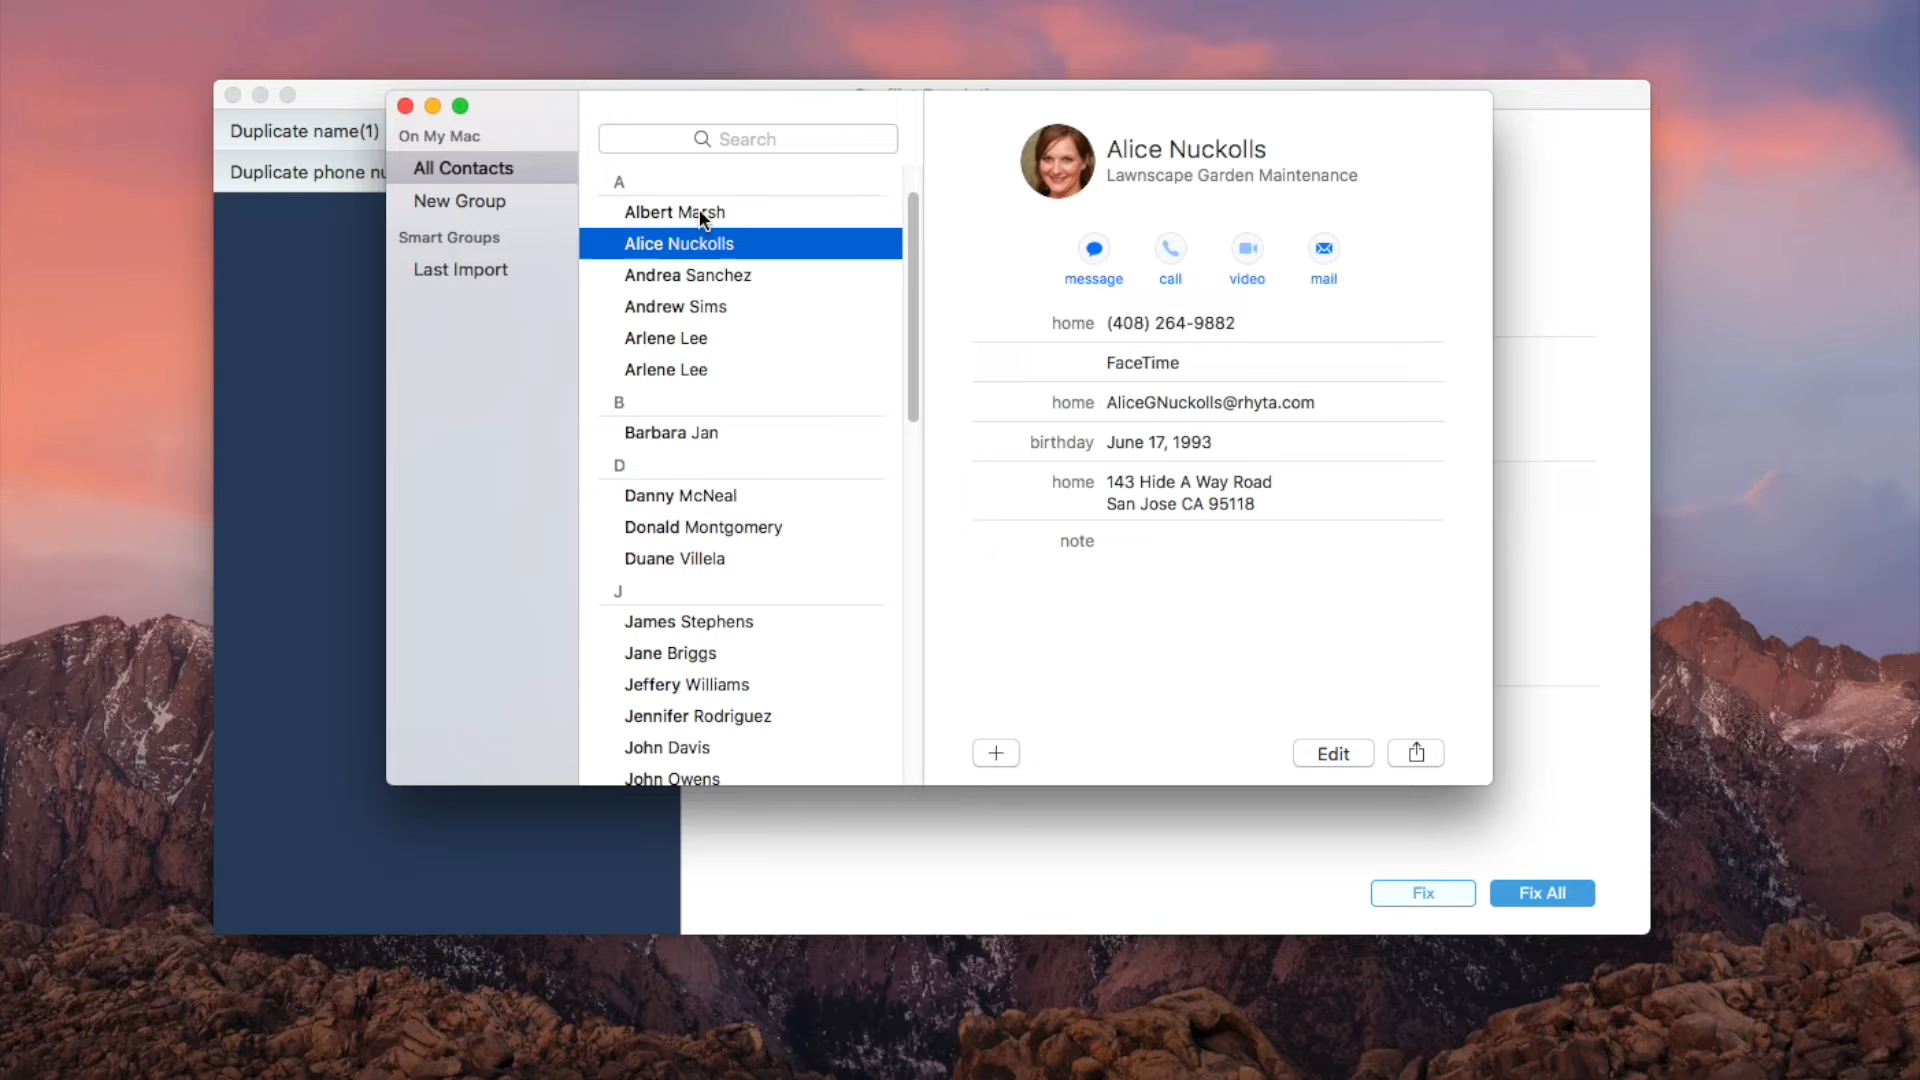 Duplicate name(1)
Duplicate phone nu
On My Mac
All Contacts
New Group
Smart Groups
Last Import
Search
A
Albert Marsh
Alice Nuckolls
Andrea Sanchez
Andrew Sims
Arlene Lee
Arlene Lee
B
Barbara Jan
D
Danny McNeal
Donald Montgomery
Duane Villela
J
James Stephens
Jane Briggs
Jeffery Williams
Jennifer Rodriguez
John Davis
John Owens
Alice Nuckolls
Lawnscape Garden Maintenance
message call video mail
home (408) 264-9882
FaceTime
home AliceGNuckolls@rhyta.com
birthday June 17, 1993
home 143 Hide A Way Road
San Jose CA 95118
note
Edit
Fix Fix All